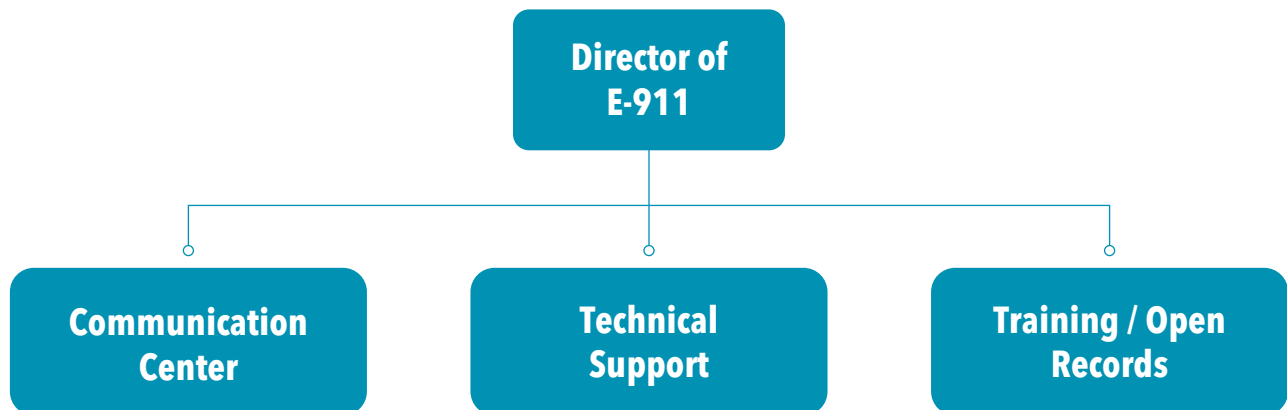 Director of
E-911
Communication
Center
Technical
Support
Training / Open
Records